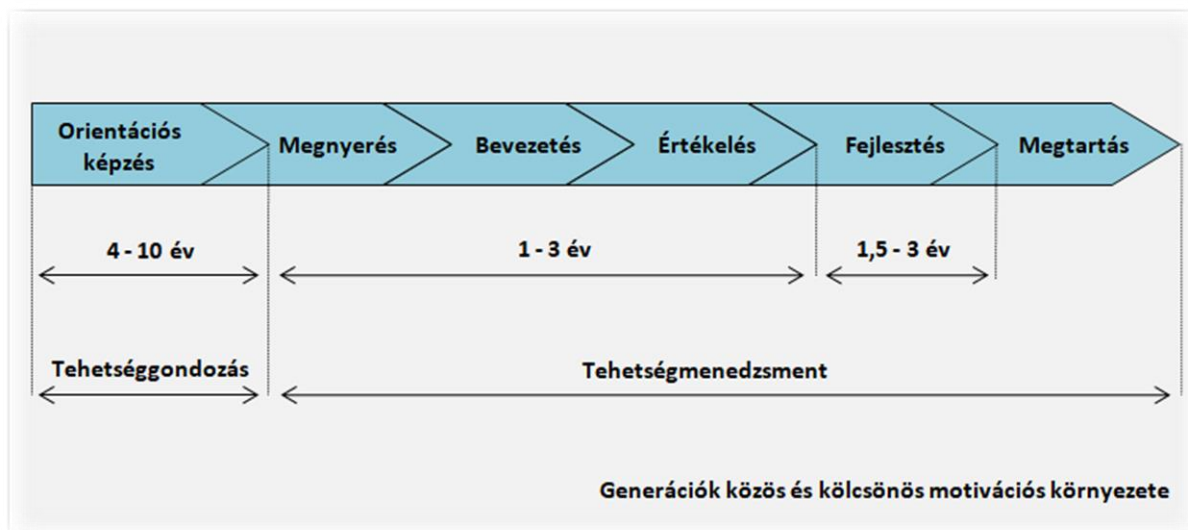 Orientációs
képzés
Megnyerés
Bevezetés
Értékelés
Fejlesztés
Megtartás
4 - 10 év
1 - 3 év
1,5 - 3 év
Tehetséggondozás
Tehetségmenedzsment
Generációk közös és kölcsönös motivációs környezete